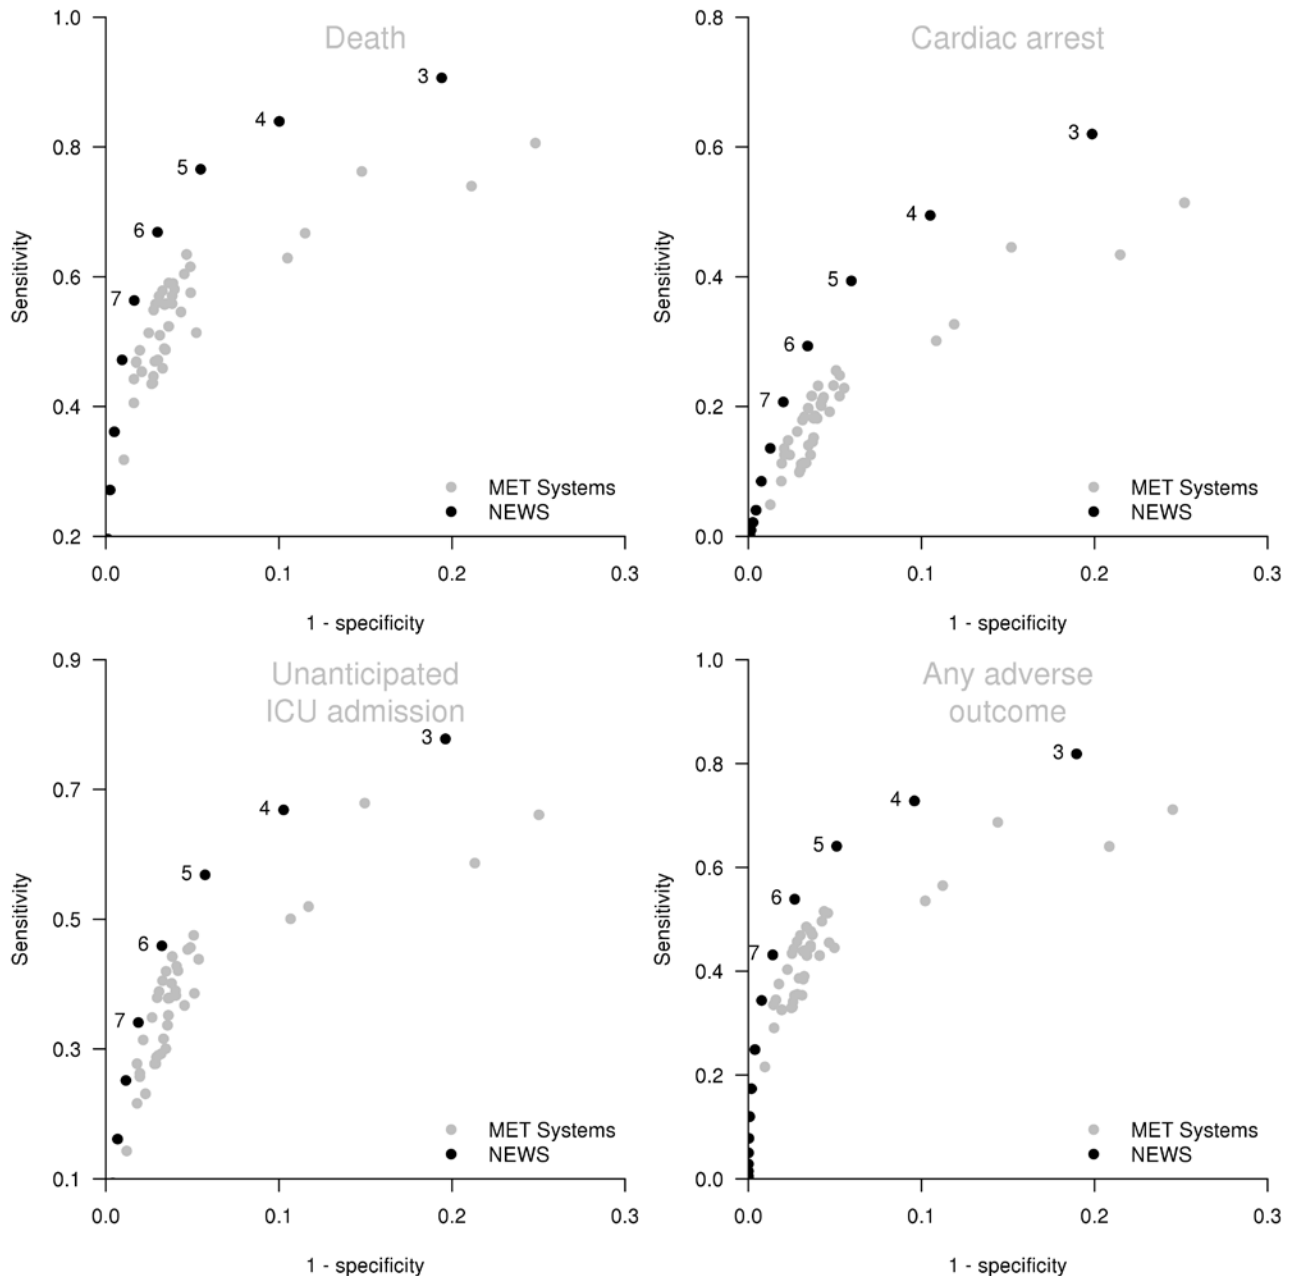 Death
1.0
0.8
0.6
0.4
0.2
Sensitivity
3
4
5
6
7
MET Systems
NEWS
0.0 0.1 0.2 0.3
1 - specificity
Cardiac arrest
0.8
0.6
0.4
0.2
0.0
Sensitivity
3
4
5
6
7
MET Systems
NEWS
0.0 0.1 0.2 0.3
1 - specificity
Unanticipated
ICU admission
0.9
0.7
0.5
0.3
0.1
Sensitivity
3
4
5
6
7
MET Systems
NEWS
0.0 0.1 0.2 0.3
1 - specificity
Any adverse
outcome
1.0
0.8
0.6
0.4
0.2
0.0
Sensitivity
3
4
5
6
7
MET Systems
NEWS
0.0 0.1 0.2 0.3
1 - specificity